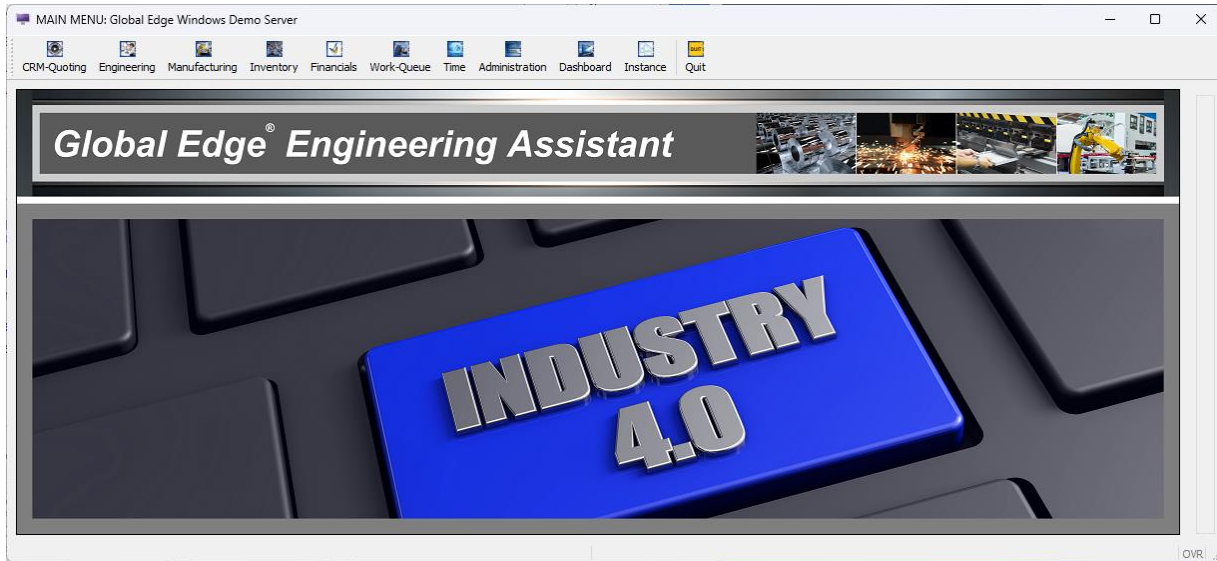 MAIN MENU: Global Edge Windows Demo Server
CRM-Quoting Engineering Manufacturing Inventory Financials Work-Queue Time Administration Dashboard Instance Quit
Global Edge® Engineering Assistant
INDUSTRY
4.0
OVR